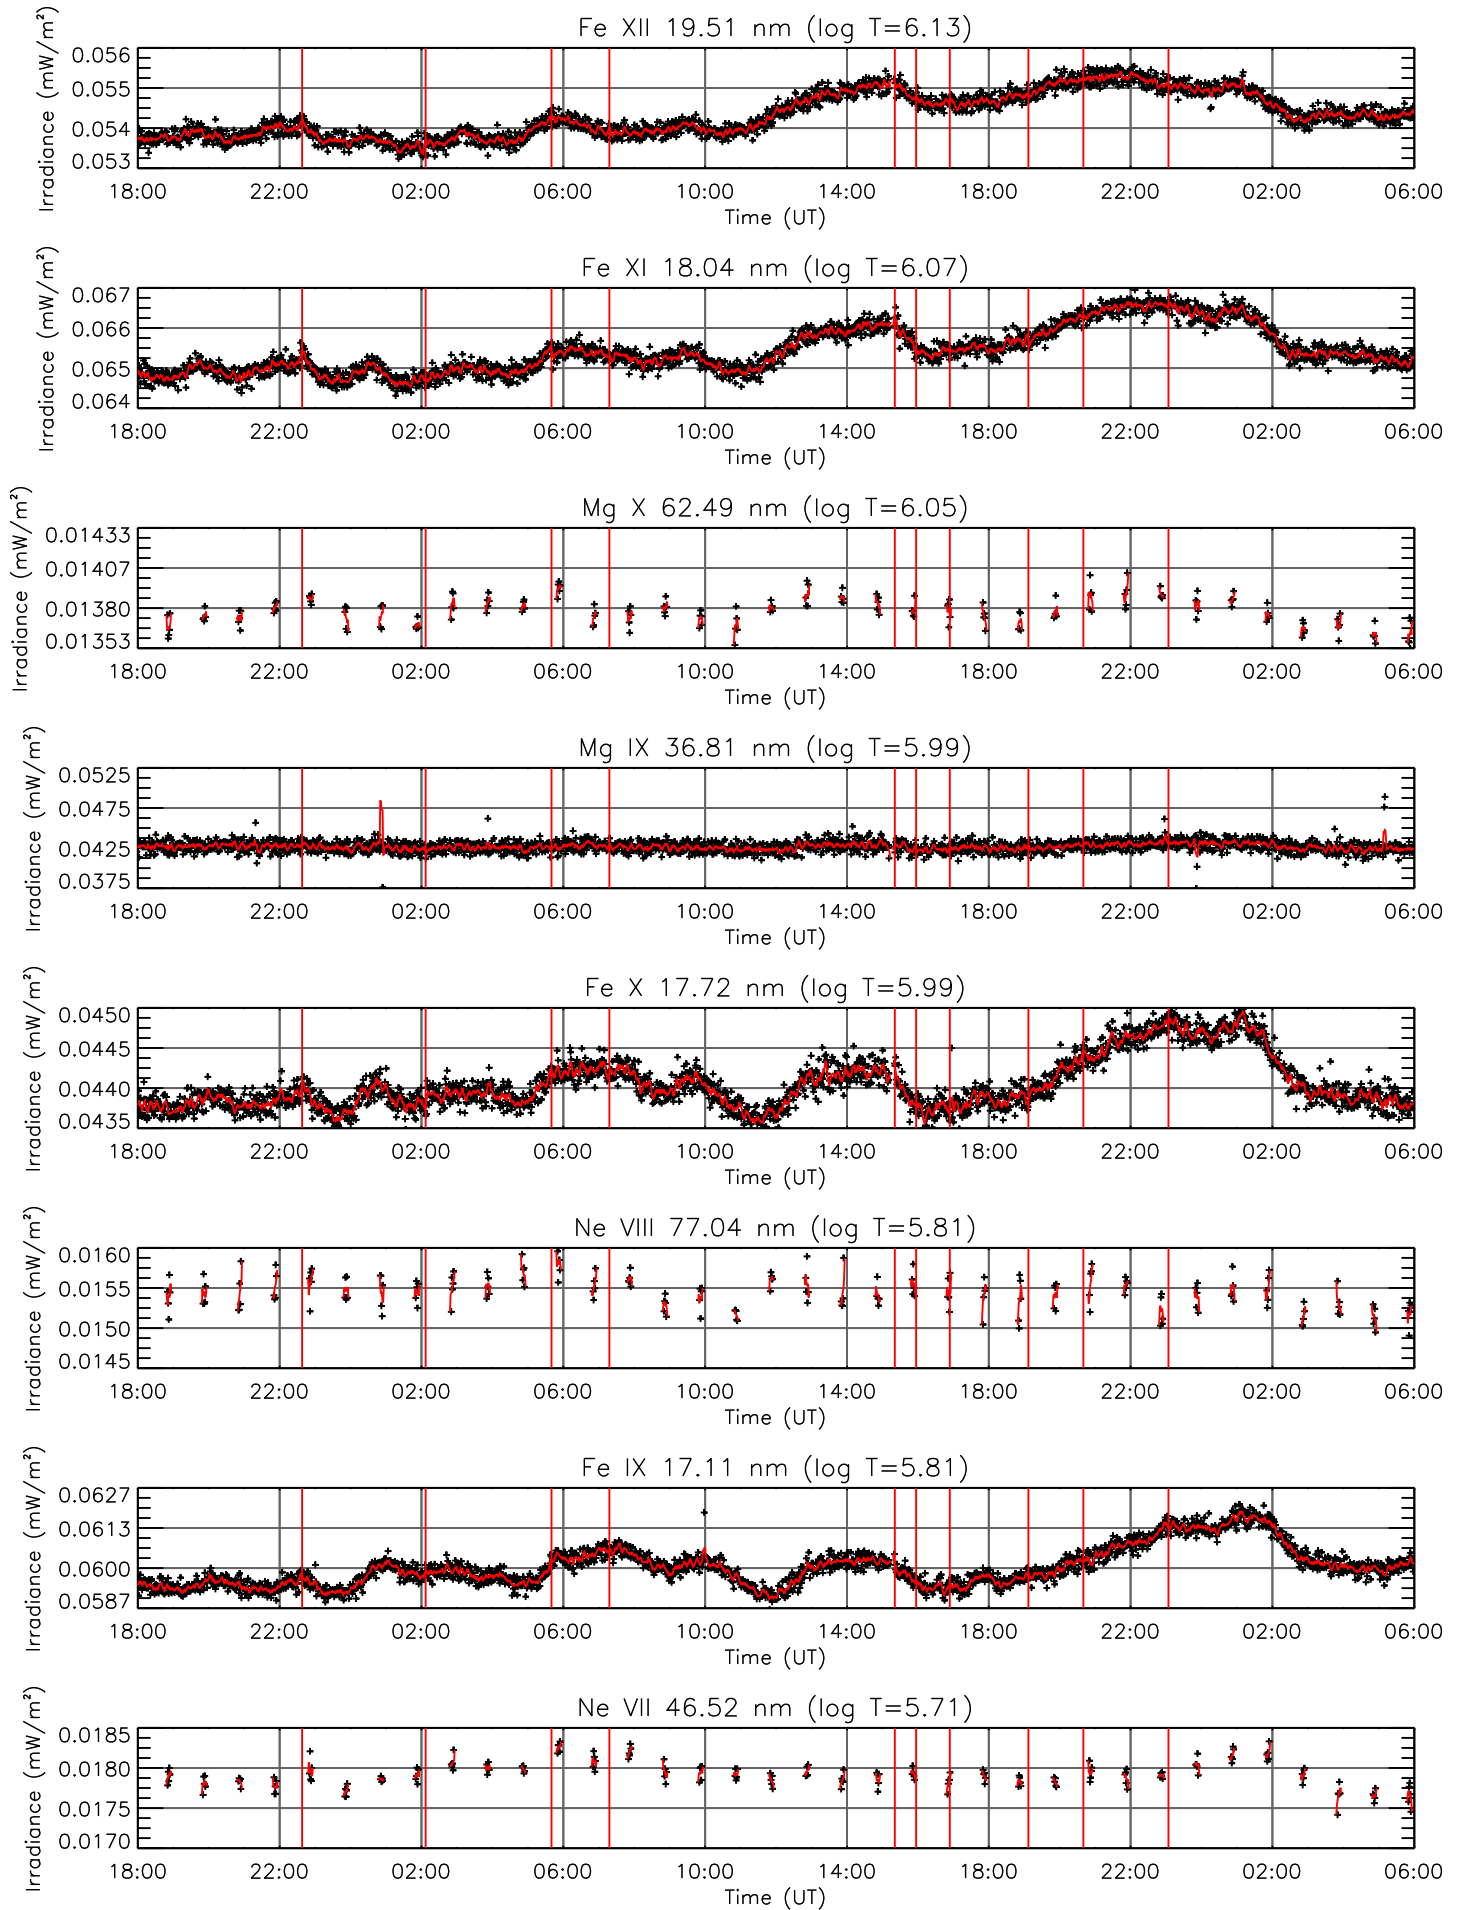 Fe XII 19.51 nm (log T=6.13)
Irradiance (mW/m²)
0.056
0.055
0.054
0.053
18:00 22:00 02:00 06:00 10:00 14:00 18:00 22:00 02:00 06:00
Time (UT)
Fe XI 18.04 nm (log T=6.07)
Irradiance (mW/m²)
0.067
0.066
0.065
0.064
18:00 22:00 02:00 06:00 10:00 14:00 18:00 22:00 02:00 06:00
Time (UT)
Mg X 62.49 nm (log T=6.05)
Irradiance (mW/m²)
0.01433
0.01407
0.01380
0.01353
18:00 22:00 02:00 06:00 10:00 14:00 18:00 22:00 02:00 06:00
Time (UT)
Mg IX 36.81 nm (log T=5.99)
Irradiance (mW/m²)
0.0525
0.0475
0.0425
0.0375
18:00 22:00 02:00 06:00 10:00 14:00 18:00 22:00 02:00 06:00
Time (UT)
Fe X 17.72 nm (log T=5.99)
Irradiance (mW/m²)
0.0450
0.0445
0.0440
0.0435
18:00 22:00 02:00 06:00 10:00 14:00 18:00 22:00 02:00 06:00
Time (UT)
Ne VIII 77.04 nm (log T=5.81)
Irradiance (mW/m²)
0.0160
0.0155
0.0150
0.0145
18:00 22:00 02:00 06:00 10:00 14:00 18:00 22:00 02:00 06:00
Time (UT)
Fe IX 17.11 nm (log T=5.81)
Irradiance (mW/m²)
0.0627
0.0613
0.0600
0.0587
18:00 22:00 02:00 06:00 10:00 14:00 18:00 22:00 02:00 06:00
Time (UT)
Ne VII 46.52 nm (log T=5.71)
Irradiance (mW/m²)
0.0185
0.0180
0.0175
0.0170
18:00 22:00 02:00 06:00 10:00 14:00 18:00 22:00 02:00 06:00
Time (UT)